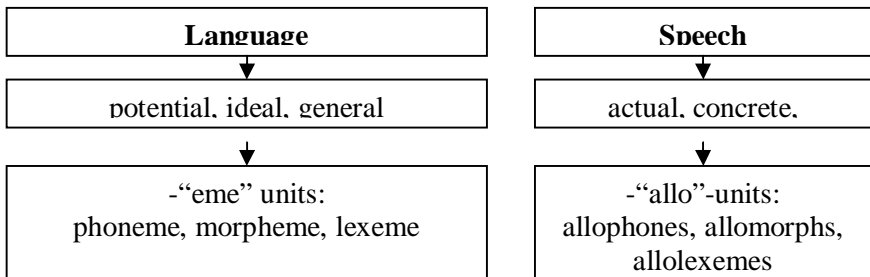 Language
Speech
potential, ideal, general
actual, concrete,
-“eme” units:
phoneme, morpheme, lexeme
-“allo”-units:
allophones, allomorphs,
allolexemes